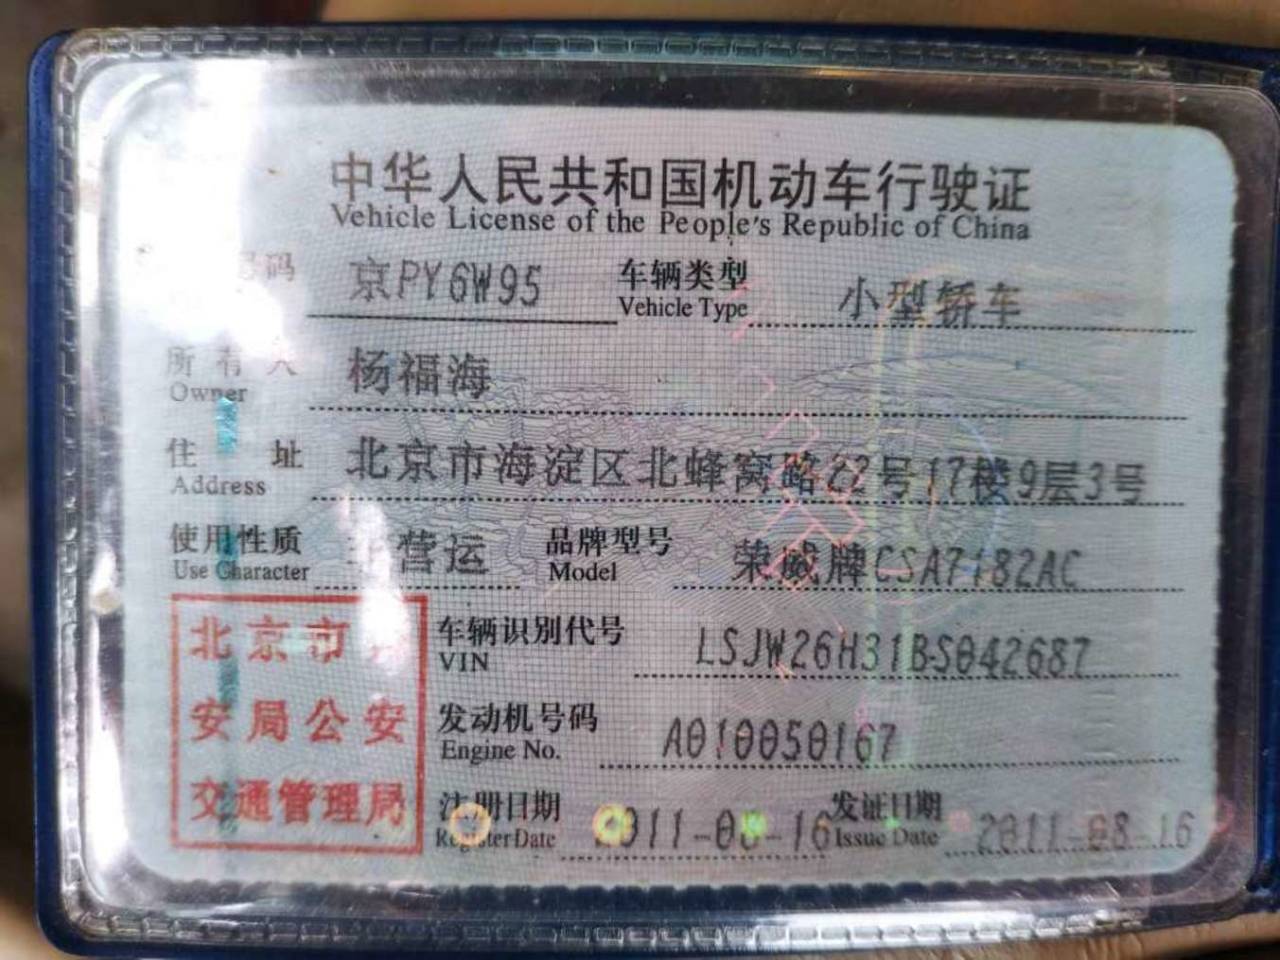 中华人民共和国机动车行驶证
Vehicle License of the People's Republic of China
号码 京PY6W95 车辆类型 小型轿车
Vehicle Type
所有人 杨福海
Owner
住址 北京市海淀区北蜂窝路22号17楼9层3号
Address
使用性质 营运 品牌型号 荣威牌CSA7182AC
Use Character Model
北京市 车辆识别代号 LSJW26H31BS042687
VIN
安局公安 发动机号码 A010050167
Engine No.
交通管理局 注册日期 2011-08-16 发证日期 2011-08-16
Register Date Issue Date